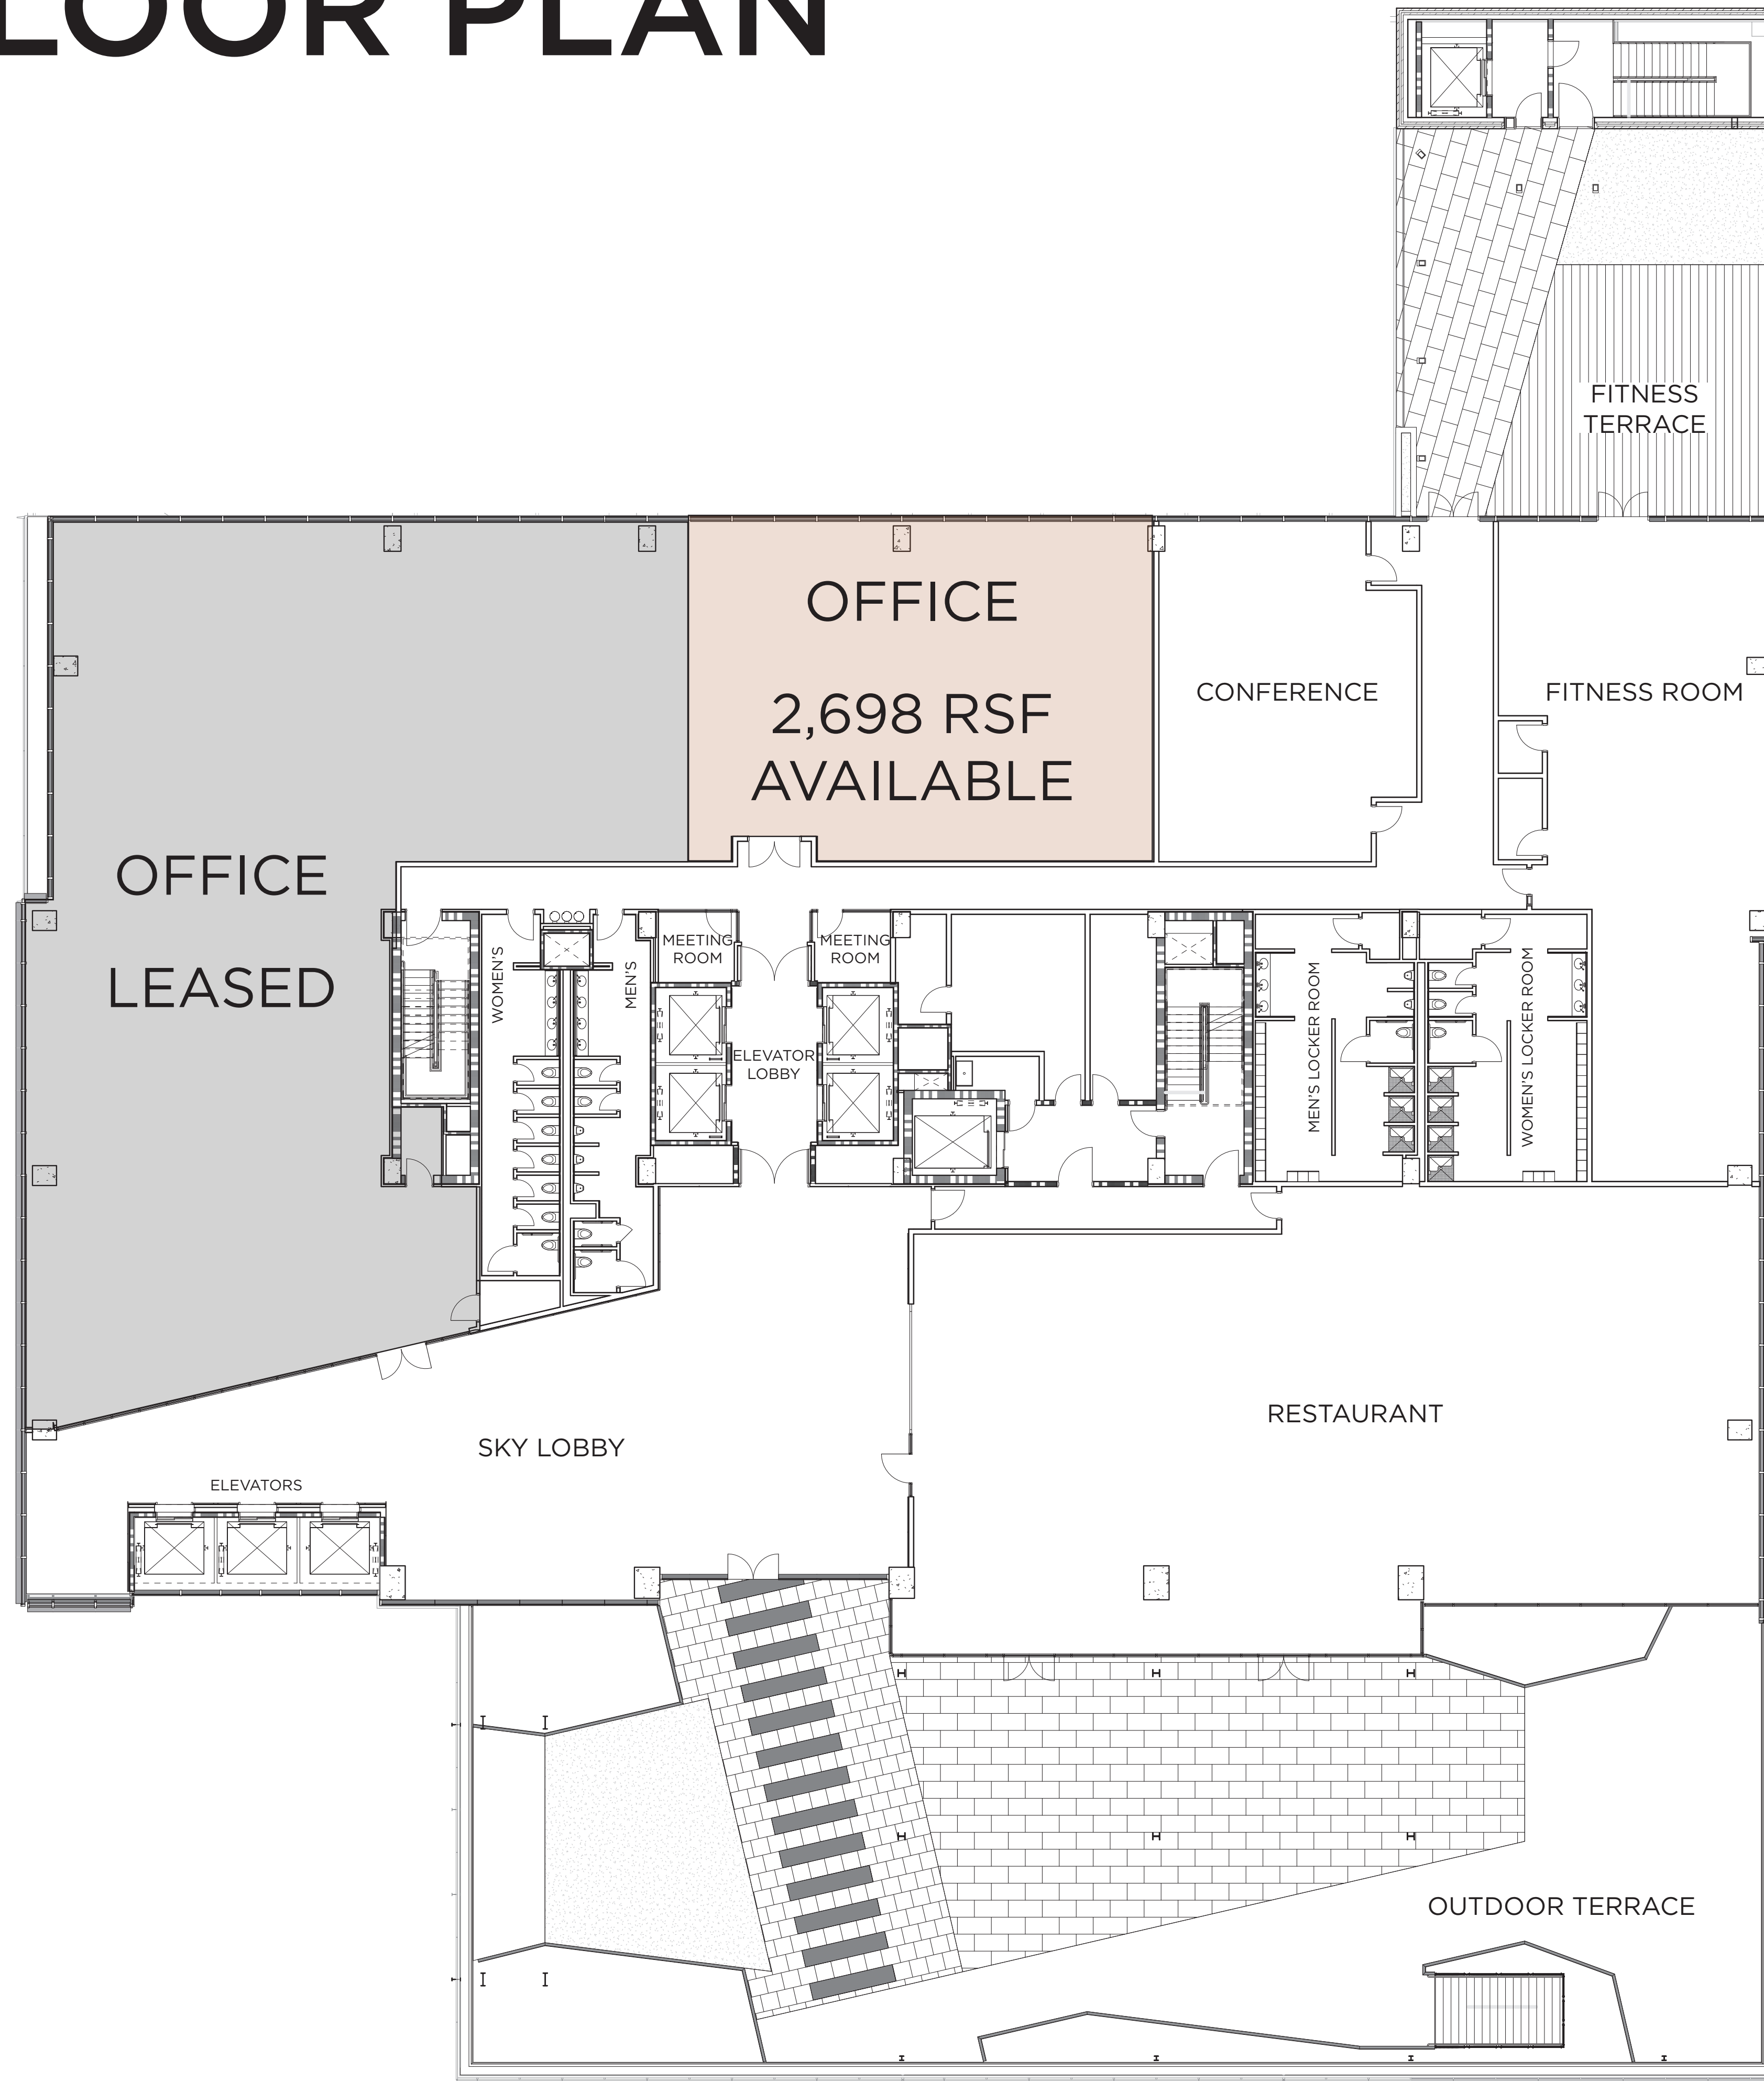 LOOR PLAN
FITNESS
TERRACE
OFFICE
2,698 RSF
AVAILABLE
CONFERENCE
FITNESS ROOM
OFFICE
LEASED
WOMEN'S
MEN'S
MEETING
ROOM
MEETING
ROOM
ELEVATOR
LOBBY
MEN'S LOCKER ROOM
WOMEN'S LOCKER ROOM
RESTAURANT
SKY LOBBY
ELEVATORS
OUTDOOR TERRACE